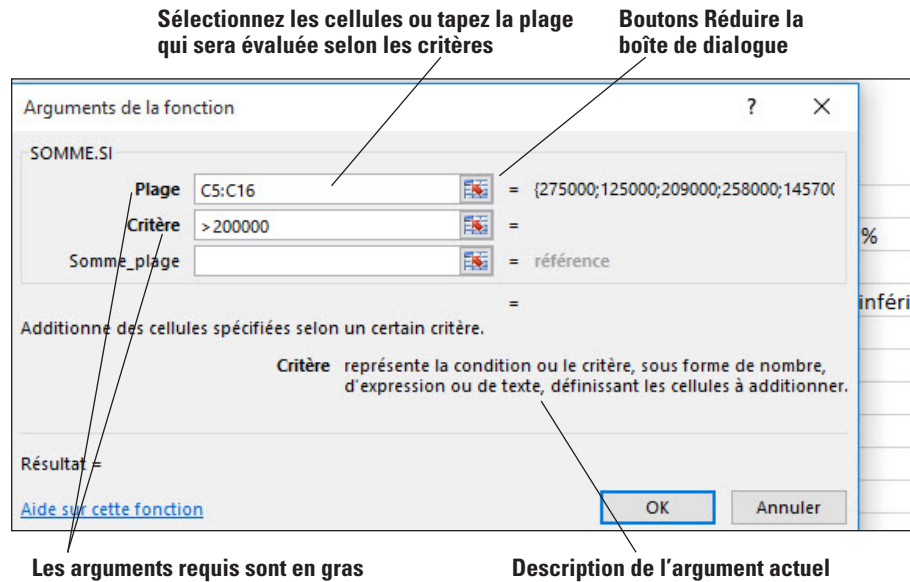 Sélectionnez les cellules ou tapez la plage
qui sera évaluée selon les critères
Boutons Réduire la
boîte de dialogue
Arguments de la fonction ? X
SOMME.SI
Plage C5:C16 = {275000;125000;209000;258000;14570
Critère >200000 =
Somme_plage = référence
=
%
inféri
Additionne des cellules spécifiées selon un certain critère.
Critère représente la condition ou le critère, sous forme de nombre,
d'expression ou de texte, définissant les cellules à additionner.
Résultat =
Aide sur cette fonction
OK Annuler
Les arguments requis sont en gras
Description de l'argument actuel